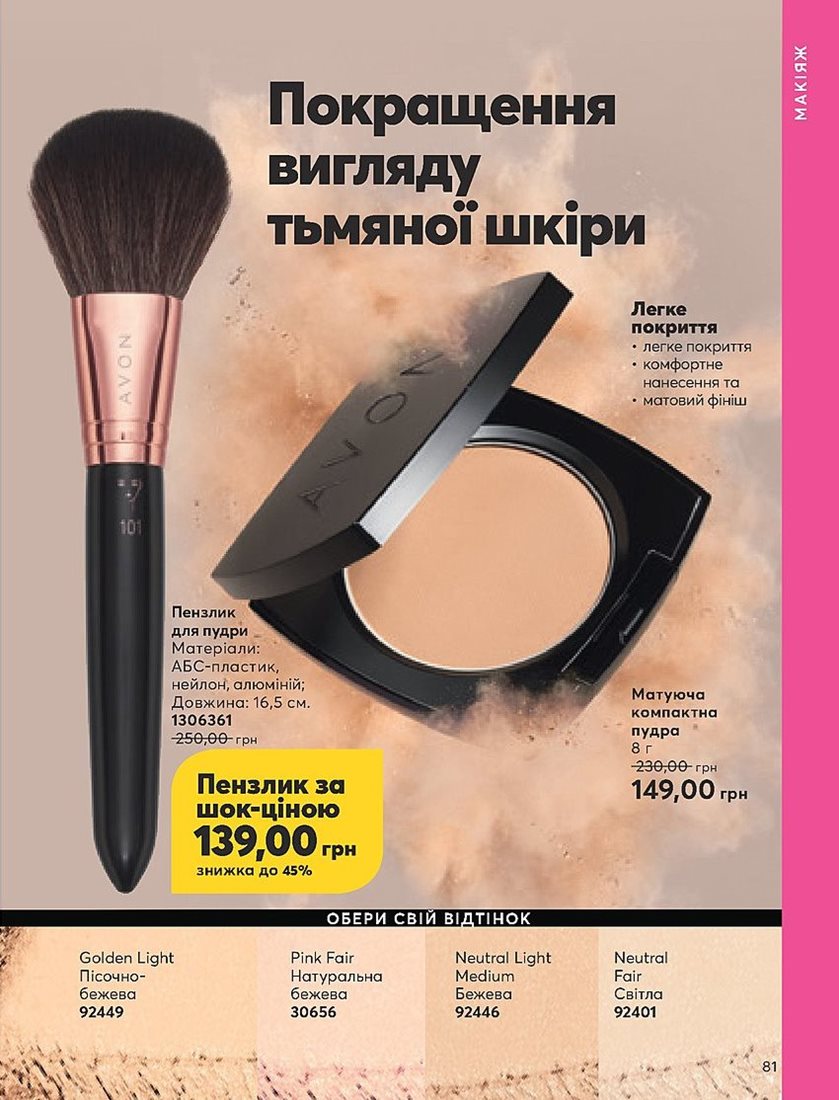 МАКІЯЖ
Покращення
вигляду
тьмяної шкіри
Легке
покриття
• легке покриття
• комфортне
нанесення та
• матовий фініш
AVON
101
AVON
Пензлик
для пудри
Матеріали:
АБС-пластик,
нейлон, алюміній;
Довжина: 16,5 см.
1306361
250,00 грн
Пензлик за
шок-ціною
139,00 грн
знижка до 45%
Матуюча
компактна
пудра
8 г
230,00 грн
149,00 грн
ОБЕРИ СВІЙ ВІДТІНОК
Golden Light
Пісочно-
бежева
92449
Pink Fair
Натуральна
бежева
30656
Neutral Light
Medium
Бежева
92446
Neutral
Fair
Світла
92401
81